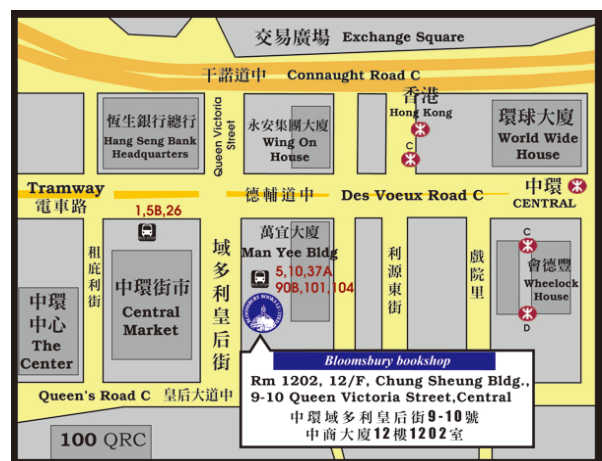 交易廣場 Exchange Square
干諾道中 Connaught Road C
香港
Hong Kong
C
恆生銀行總行
Hang Seng Bank
Headquarters
Queen Victoria
Street
永安集團大廈
Wing On
House
環球大廈
World Wide
House
Tramway
電車路
德輔道中 Des Voeux Road C
中環
CENTRAL
1,5B,26
租庇利街
中環街市
Central
Market
域多利皇后街
萬宜大廈
Man Yee Bldg
5,10,37A
90B,101,104
利源東街
戲院里
C
會德豐
Wheelock
House
D
中環
中心
The
Center
Queen's Road C 皇后大道中
Bloomsbury bookshop
Rm 1202, 12/F, Chung Sheung Bldg.,
9-10 Queen Victoria Street,Central
中環域多利皇后街9-10號
中商大廈12樓1202室
100 QRC